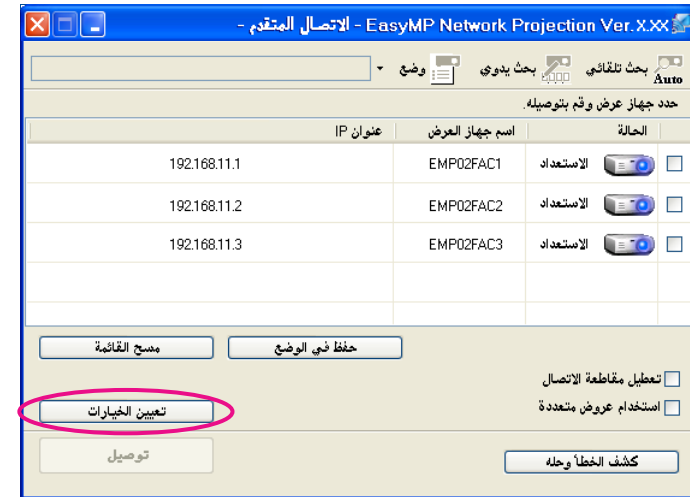 EasyMP Network Projection Ver.X.XX - الاتصال المتقدم -
بحث تلقائي Auto بحث يدوي وضع
حدد جهاز عرض وقم بتوصيله.
الحالة اسم جهاز العرض عنوان IP
الاستعداد EMP02FAC1 192.168.11.1
الاستعداد EMP02FAC2 192.168.11.2
الاستعداد EMP02FAC3 192.168.11.3
حفظ في الوضع مسح القائمة
تعطيل مقاطعة الاتصال
استخدام عروض متعددة تعيين الخيارات
كشف الخطأ وحله توصيل